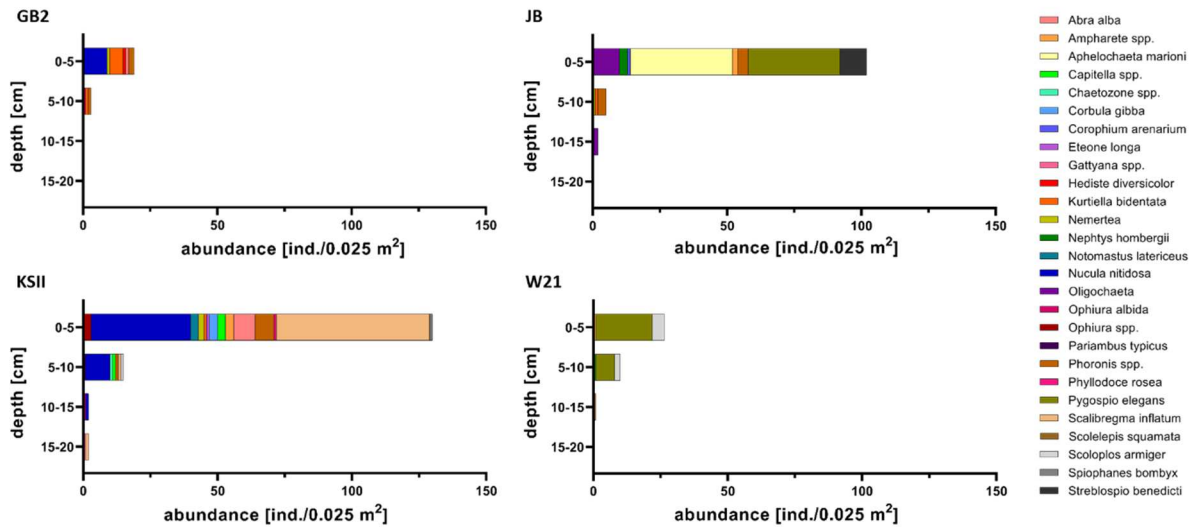 GB2
0-5
5-10
10-15
15-20
depth [cm]
0
50
100
150
abundance [ind./0.025 m²]
JB
0-5
5-10
10-15
15-20
depth [cm]
0
50
100
150
abundance [ind./0.025 m²]
KSII
0-5
5-10
10-15
15-20
depth [cm]
0
50
100
150
abundance [ind./0.025 m²]
W21
0-5
5-10
10-15
15-20
depth [cm]
0
50
100
150
abundance [ind./0.025 m²]
Abra alba
Ampharete spp.
Aphelochaeta marioni
Capitella spp.
Chaetozone spp.
Corbula gibba
Corophium arenarium
Eteone longa
Gattyana spp.
Hediste diversicolor
Kurtiella bidentata
Nemertea
Nephtys hombergii
Notomastus latericeus
Nucula nitidosa
Oligochaeta
Ophiura albida
Ophiura spp.
Pariambus typicus
Phoronis spp.
Phyllodoce rosea
Pygospio elegans
Scalibregma inflatum
Scolelepis squamata
Scoloplos armiger
Spiophanes bombyx
Streblospio benedicti